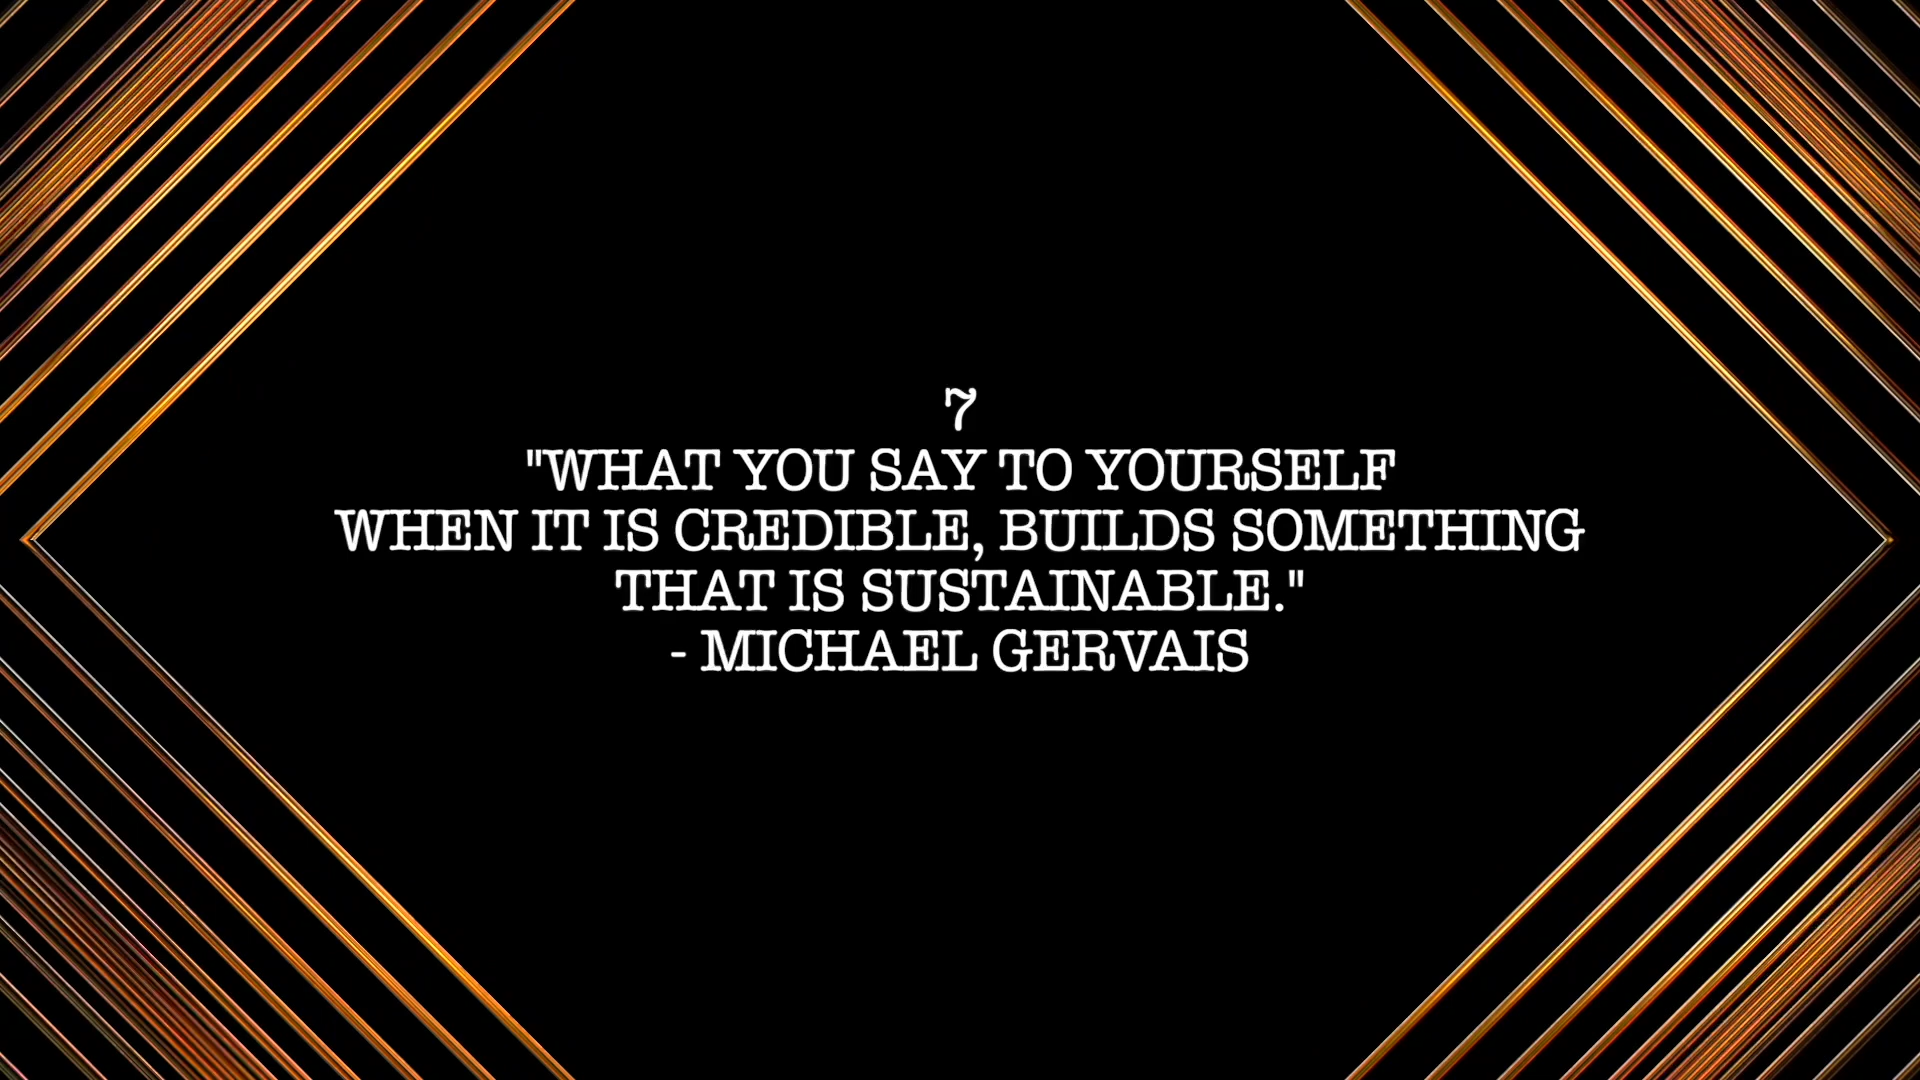 7
"WHAT YOU SAY TO YOURSELF
WHEN IT IS CREDIBLE, BUILDS SOMETHING
THAT IS SUSTAINABLE."
- MICHAEL GERVAIS